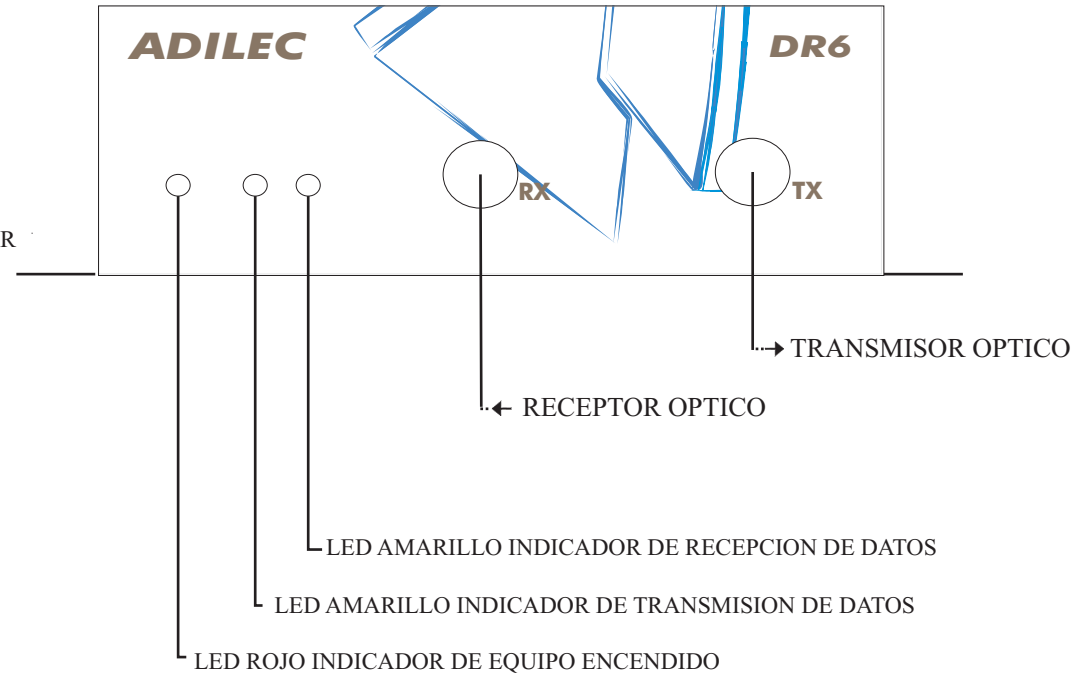 ADILEC
DR6
RX
TX
R
TRANSMISOR OPTICO
RECEPTOR OPTICO
LED AMARILLO INDICADOR DE RECEPCION DE DATOS
LED AMARILLO INDICADOR DE TRANSMISION DE DATOS
LED ROJO INDICADOR DE EQUIPO ENCENDIDO